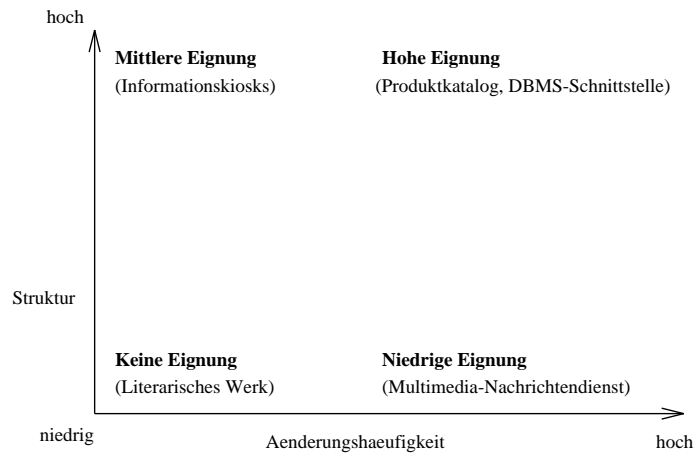 hoch
Mittlere Eignung
Hohe Eignung
(Informationskiosks)
(Produktkatalog, DBMS-Schnittstelle)
Struktur
Keine Eignung
Niedrige Eignung
(Literarisches Werk)
(Multimedia-Nachrichtendienst)
niedrig
Aenderungshaeufigkeit
hoch